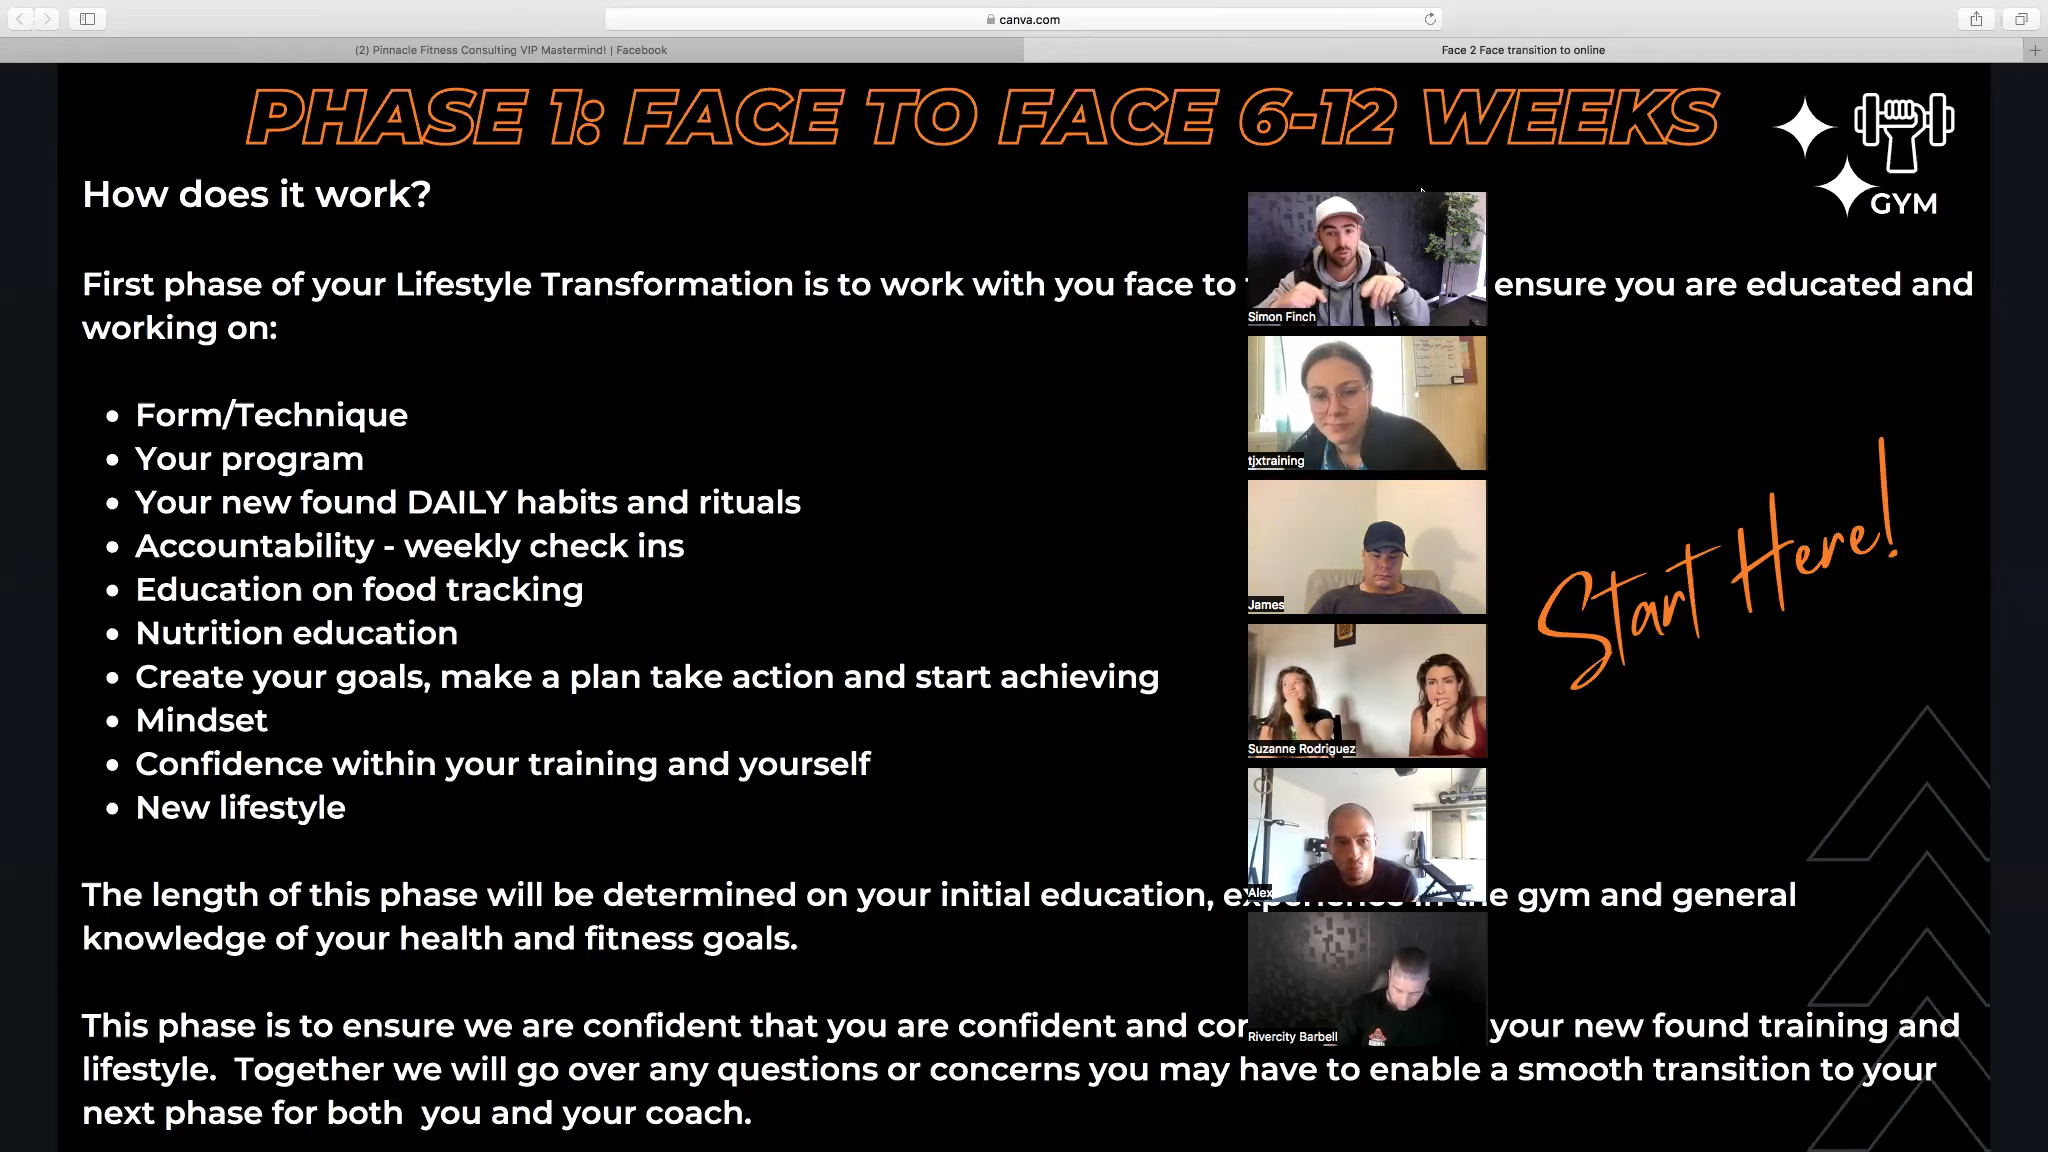 canva.com
(2) Pinnacle Fitness Consulting VIP Mastermind! | Facebook
Face 2 Face transition to online
PHASE 1: FACE TO FACE 6-12 WEEKS
GYM
How does it work?
First phase of your Lifestyle Transformation is to work with you face to ensure you are educated and
working on:
• Form/Technique
• Your program
• Your new found DAILY habits and rituals
• Accountability - weekly check ins
• Education on food tracking
• Nutrition education
• Create your goals, make a plan take action and start achieving
• Mindset
• Confidence within your training and yourself
• New lifestyle
Start Here!
The length of this phase will be determined on your initial education, experience in the gym and general
knowledge of your health and fitness goals.
This phase is to ensure we are confident that you are confident and your new found training and
lifestyle. Together we will go over any questions or concerns you may have to enable a smooth transition to your
next phase for both you and your coach.
Simon Finch
tjxtraining
James
Suzanne Rodriguez
Alex
Rivercity Barbell